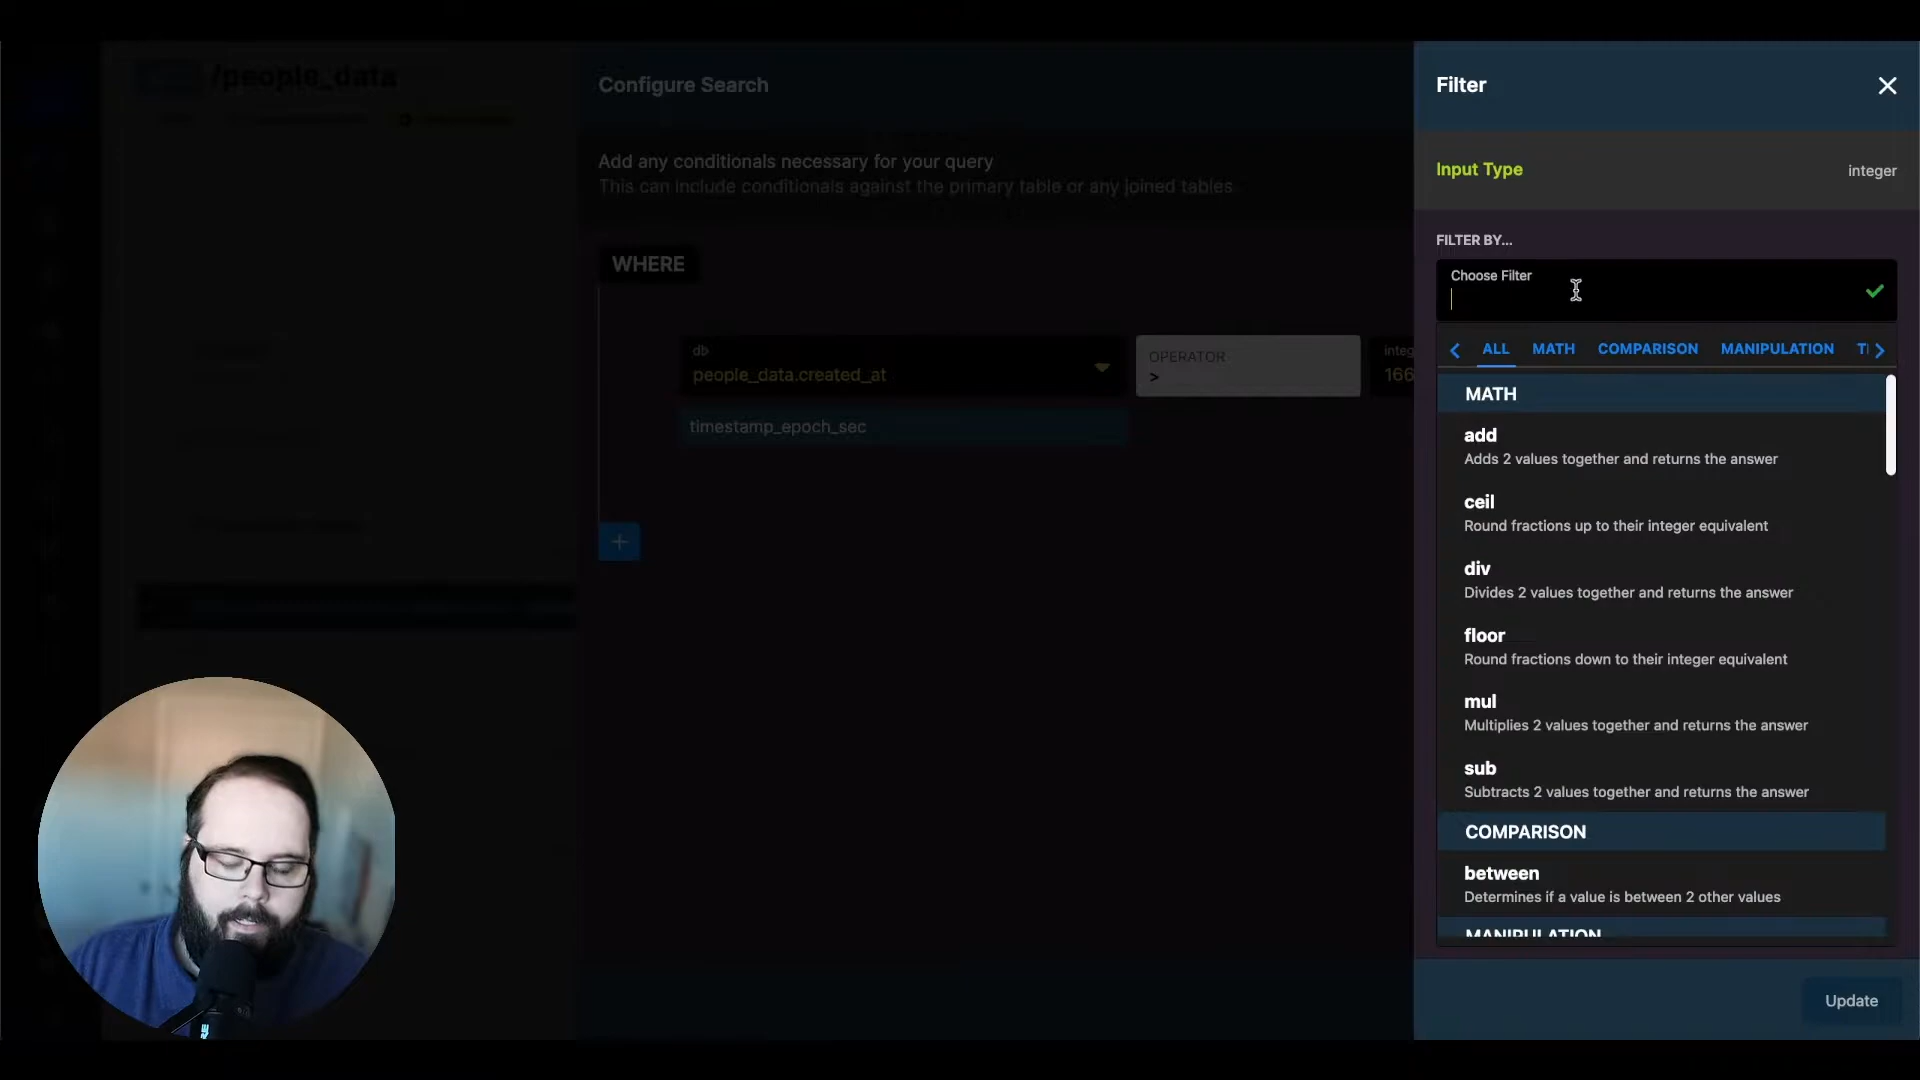 /people_data
Configure Search
Add any conditionals necessary for your query
This can include conditionals against the primary table or any joined tables.
WHERE
db
people_data.created_at
OPERATOR
>
integ
166
timestamp_epoch_sec
+
Filter
Input Type
integer
FILTER BY...
Choose Filter
ALL
MATH
COMPARISON
MANIPULATION
MATH
add
Adds 2 values together and returns the answer
ceil
Round fractions up to their integer equivalent
div
Divides 2 values together and returns the answer
floor
Round fractions down to their integer equivalent
mul
Multiplies 2 values together and returns the answer
sub
Subtracts 2 values together and returns the answer
COMPARISON
between
Determines if a value is between 2 other values
MANIPULATION
Update